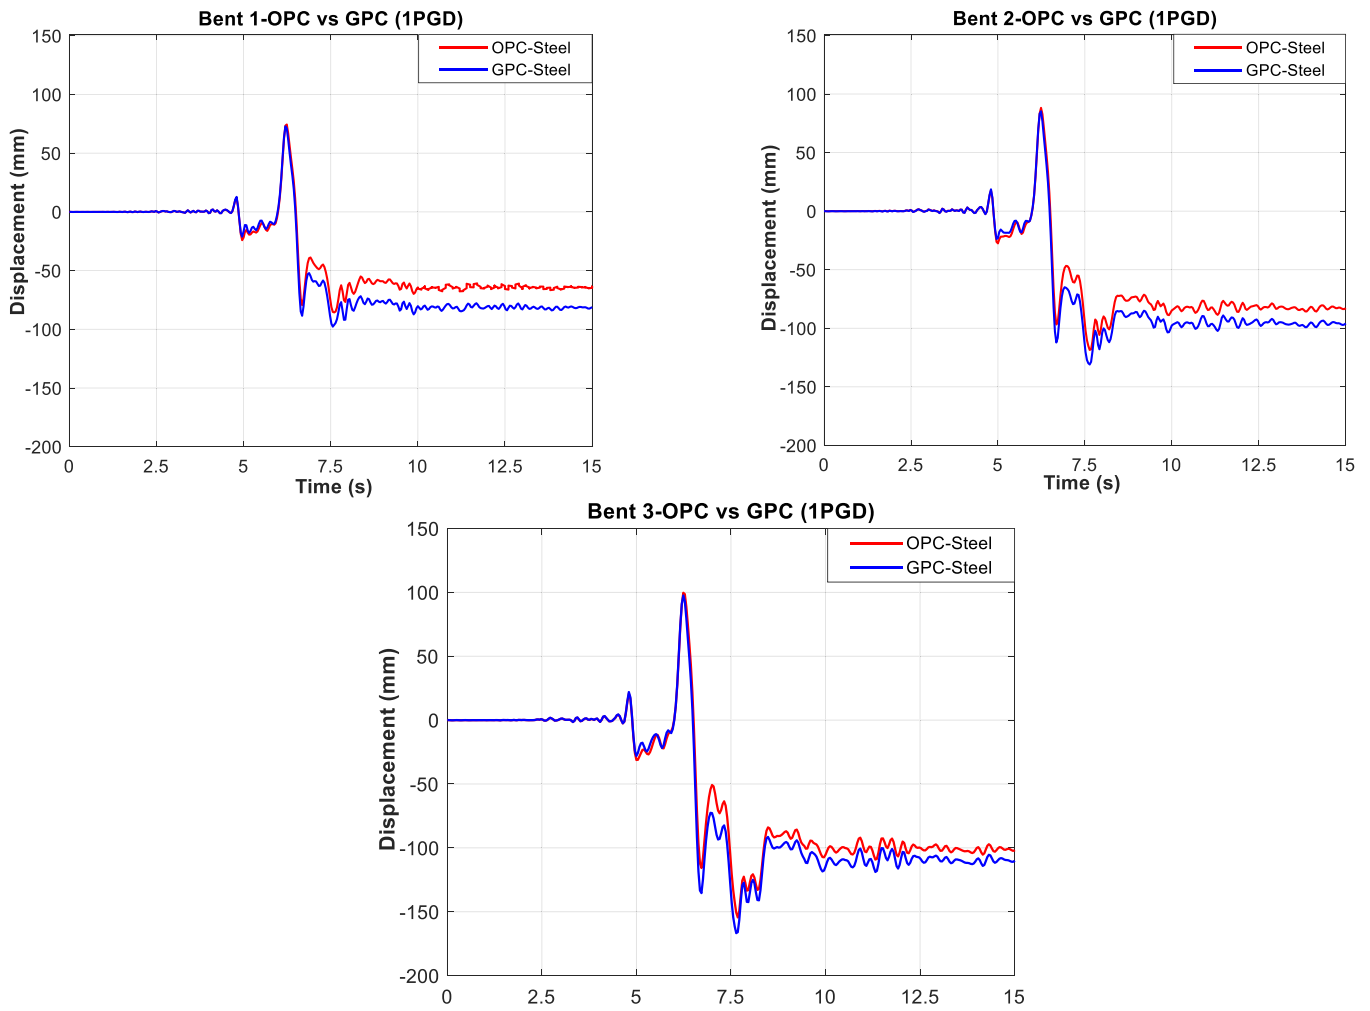 Bent 1-OPC vs GPC (1PGD)
OPC-Steel
GPC-Steel
Displacement (mm)
150
100
50
0
-50
-100
-150
-200
0 2.5 5 7.5 10 12.5 15
Time (s)
Bent 2-OPC vs GPC (1PGD)
OPC-Steel
GPC-Steel
Displacement (mm)
150
100
50
0
-50
-100
-150
-200
0 2.5 5 7.5 10 12.5 15
Time (s)
Bent 3-OPC vs GPC (1PGD)
OPC-Steel
GPC-Steel
Displacement (mm)
150
100
50
0
-50
-100
-150
-200
0 2.5 5 7.5 10 12.5 15